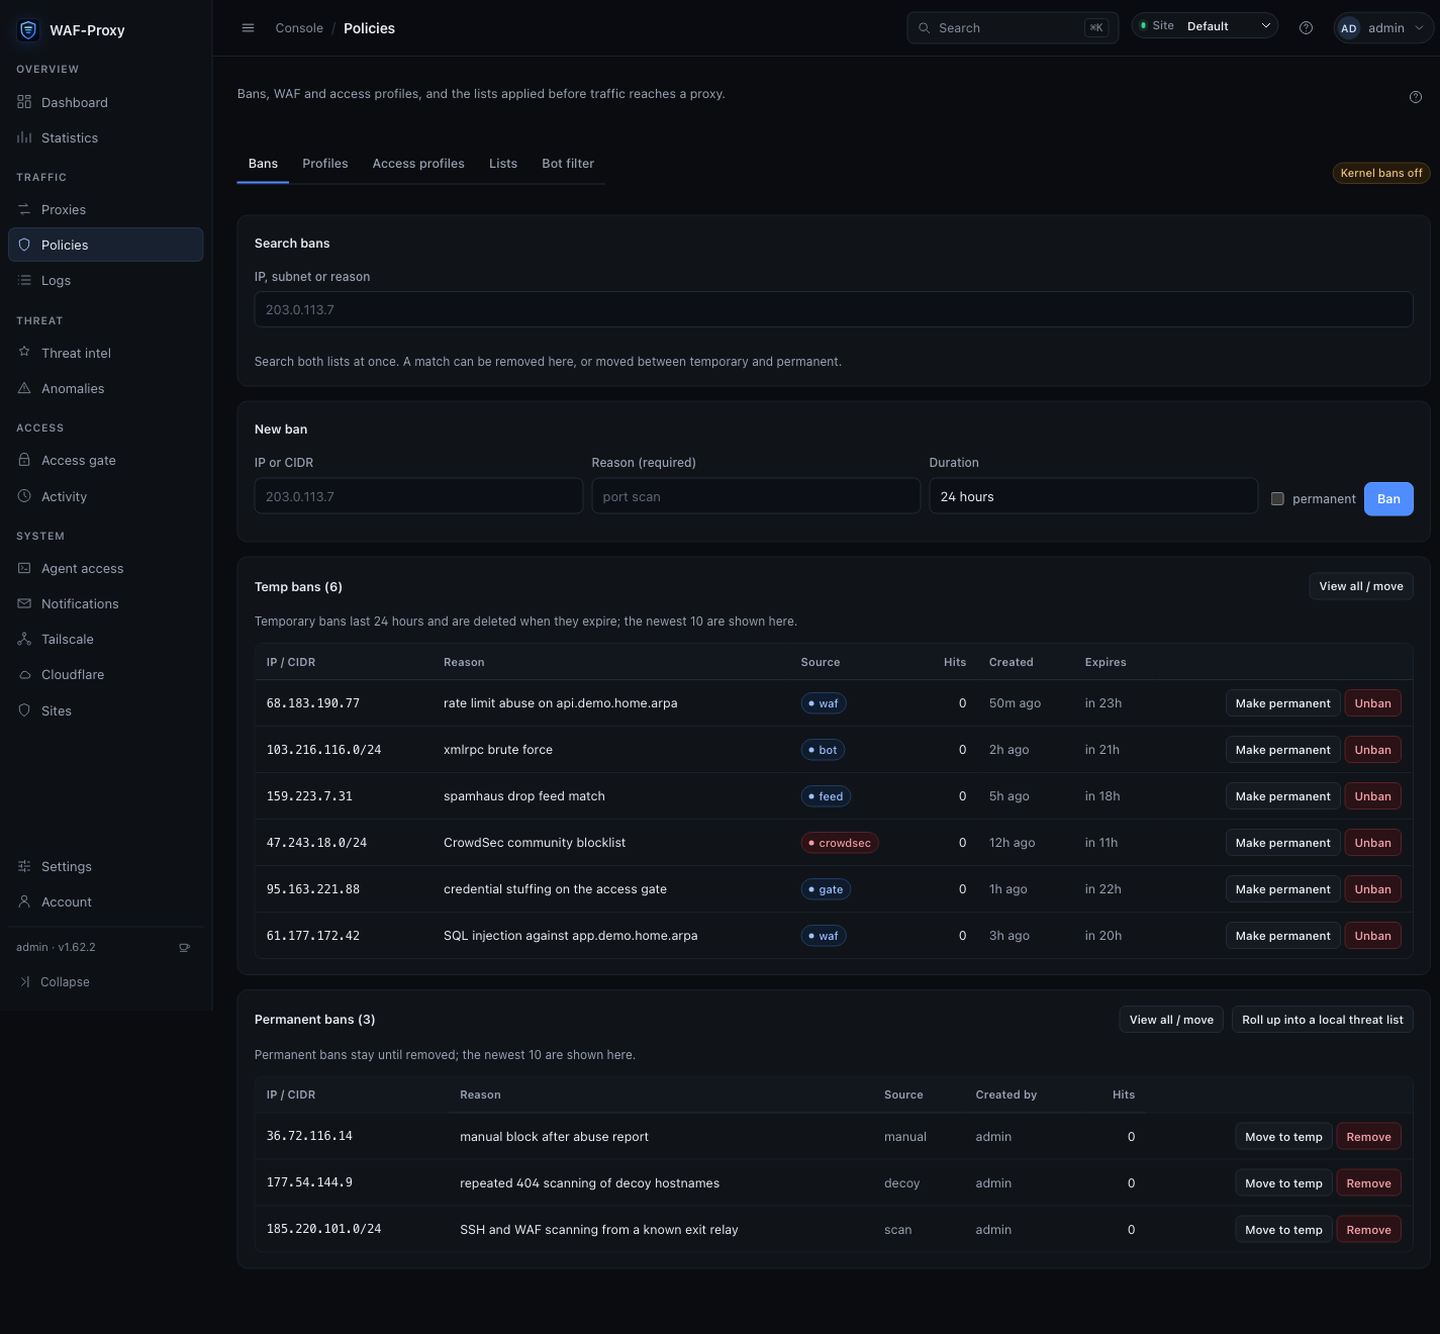 WAF-Proxy
OVERVIEW
Dashboard
Statistics
TRAFFIC
Proxies
Policies
Logs
THREAT
Threat intel
Anomalies
ACCESS
Access gate
Activity
SYSTEM
Agent access
Notifications
Tailscale
Cloudflare
Sites
Settings
Account
admin · v1.62.2
Collapse
Console / Policies
Search ⌘K
Site Default
AD admin
Bans, WAF and access profiles, and the lists applied before traffic reaches a proxy.
Bans Profiles Access profiles Lists Bot filter
Kernel bans off
Search bans
IP, subnet or reason
203.0.113.7
Search both lists at once. A match can be removed here, or moved between temporary and permanent.
New ban
IP or CIDR Reason (required) Duration
203.0.113.7 port scan 24 hours permanent Ban
Temp bans (6) View all / move
Temporary bans last 24 hours and are deleted when they expire; the newest 10 are shown here.
IP / CIDR Reason Source Hits Created Expires
68.183.190.77 rate limit abuse on api.demo.home.arpa waf 0 50m ago in 23h Make permanent Unban
103.216.116.0/24 xmlrpc brute force bot 0 2h ago in 21h Make permanent Unban
159.223.7.31 spamhaus drop feed match feed 0 5h ago in 18h Make permanent Unban
47.243.18.0/24 CrowdSec community blocklist crowdsec 0 12h ago in 11h Make permanent Unban
95.163.221.88 credential stuffing on the access gate gate 0 1h ago in 22h Make permanent Unban
61.177.172.42 SQL injection against app.demo.home.arpa waf 0 3h ago in 20h Make permanent Unban
Permanent bans (3) View all / move Roll up into a local threat list
Permanent bans stay until removed; the newest 10 are shown here.
IP / CIDR Reason Source Created by Hits
36.72.116.14 manual block after abuse report manual admin 0 Move to temp Remove
177.54.144.9 repeated 404 scanning of decoy hostnames decoy admin 0 Move to temp Remove
185.220.101.0/24 SSH and WAF scanning from a known exit relay scan admin 0 Move to temp Remove